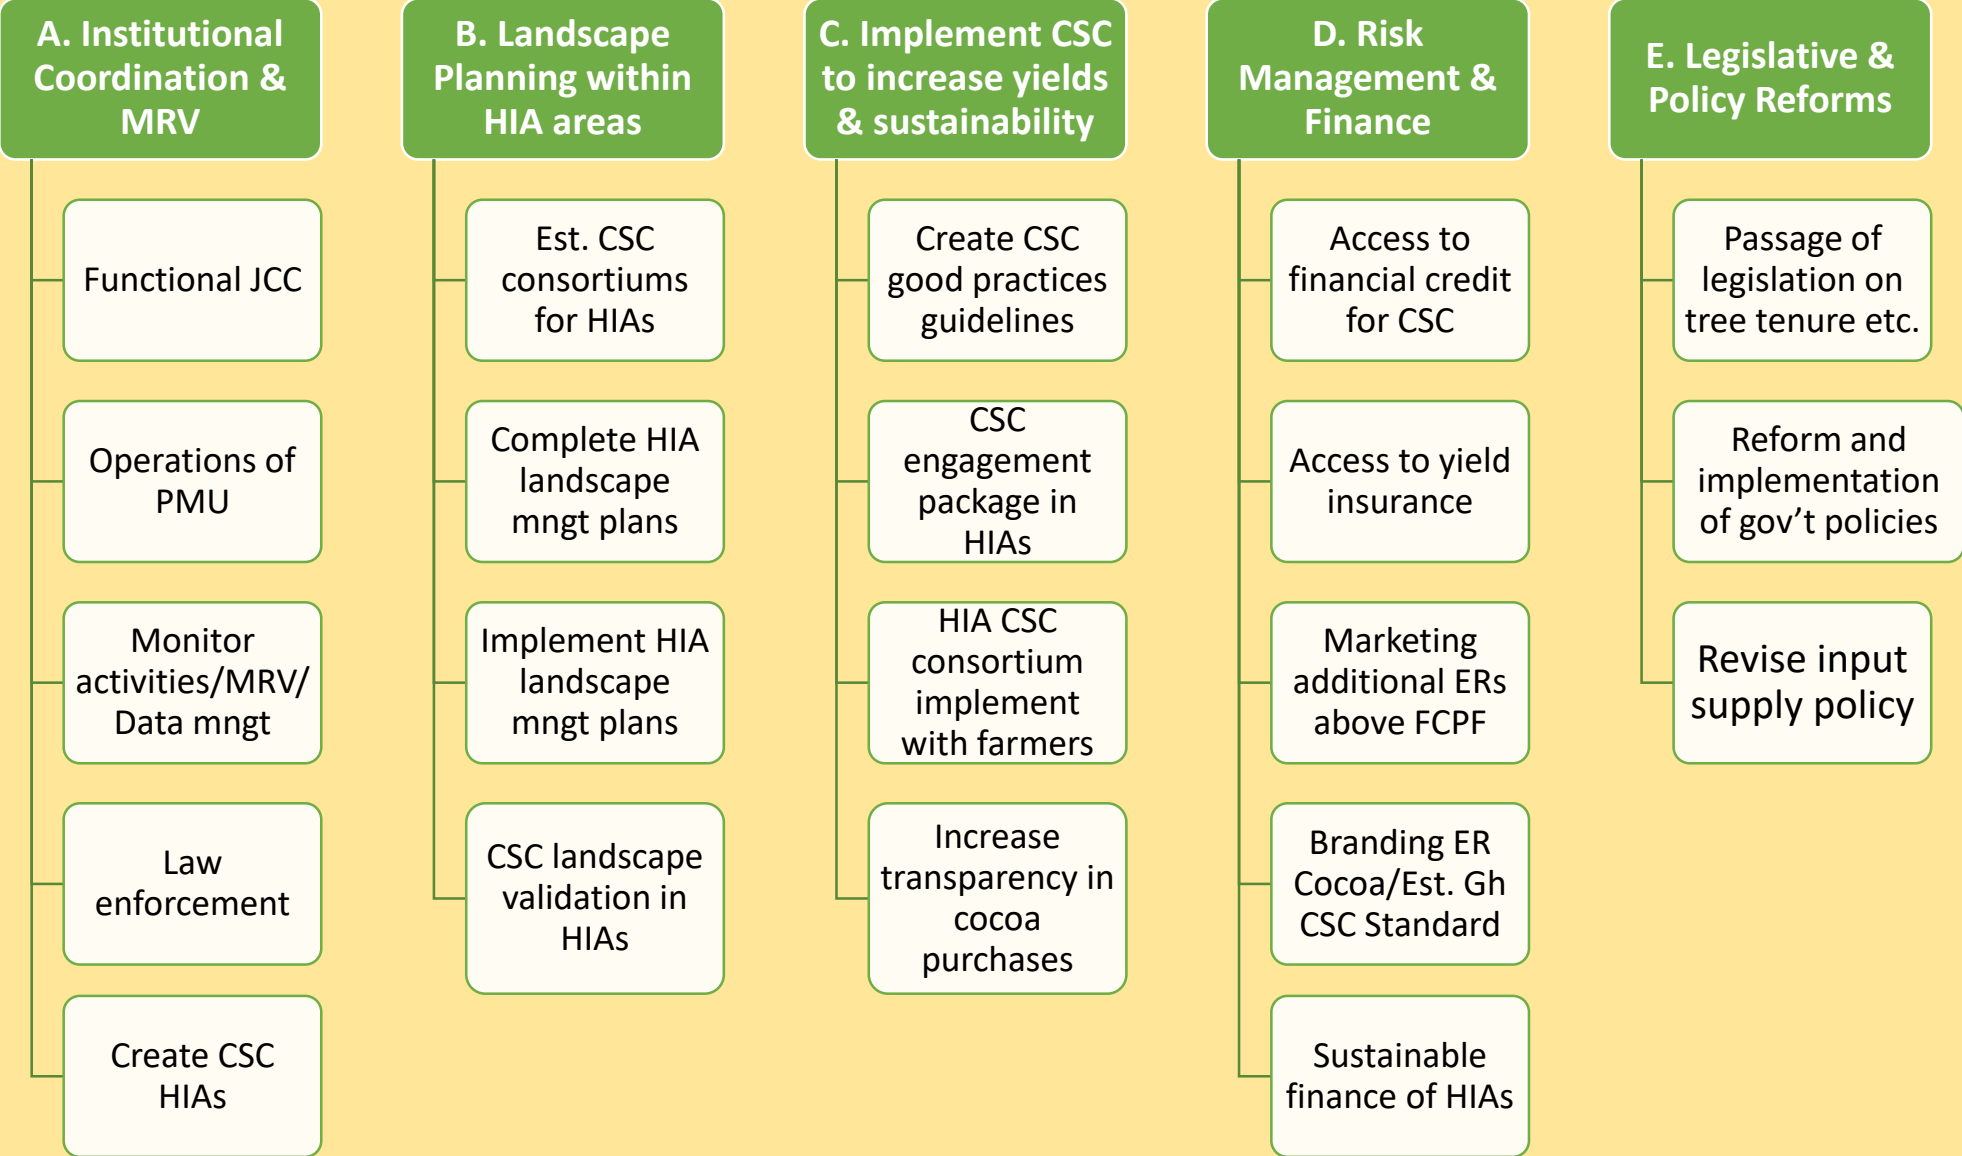 A. Institutional
Coordination &
MRV
Functional JCC
Operations of
PMU
Monitor
activities/MRV/
Data mngt
Law
enforcement
Create CSC
HIAs
B. Landscape
Planning within
HIA areas
Est. CSC
consortiums
for HIAs
Complete HIA
landscape
mngt plans
Implement HIA
landscape
mngt plans
CSC landscape
validation in
HIAs
C. Implement CSC
to increase yields
& sustainability
Create CSC
good practices
guidelines
CSC
engagement
package in
HIAs
HIA CSC
consortium
implement
with farmers
Increase
transparency in
cocoa
purchases
D. Risk
Management &
Finance
Access to
financial credit
for CSC
Access to yield
insurance
Marketing
additional ERs
above FCPF
Branding ER
Cocoa/Est. Gh
CSC Standard
Sustainable
finance of HIAs
E. Legislative &
Policy Reforms
Passage of
legislation on
tree tenure etc.
Reform and
implementation
of gov’t policies
Revise input
supply policy